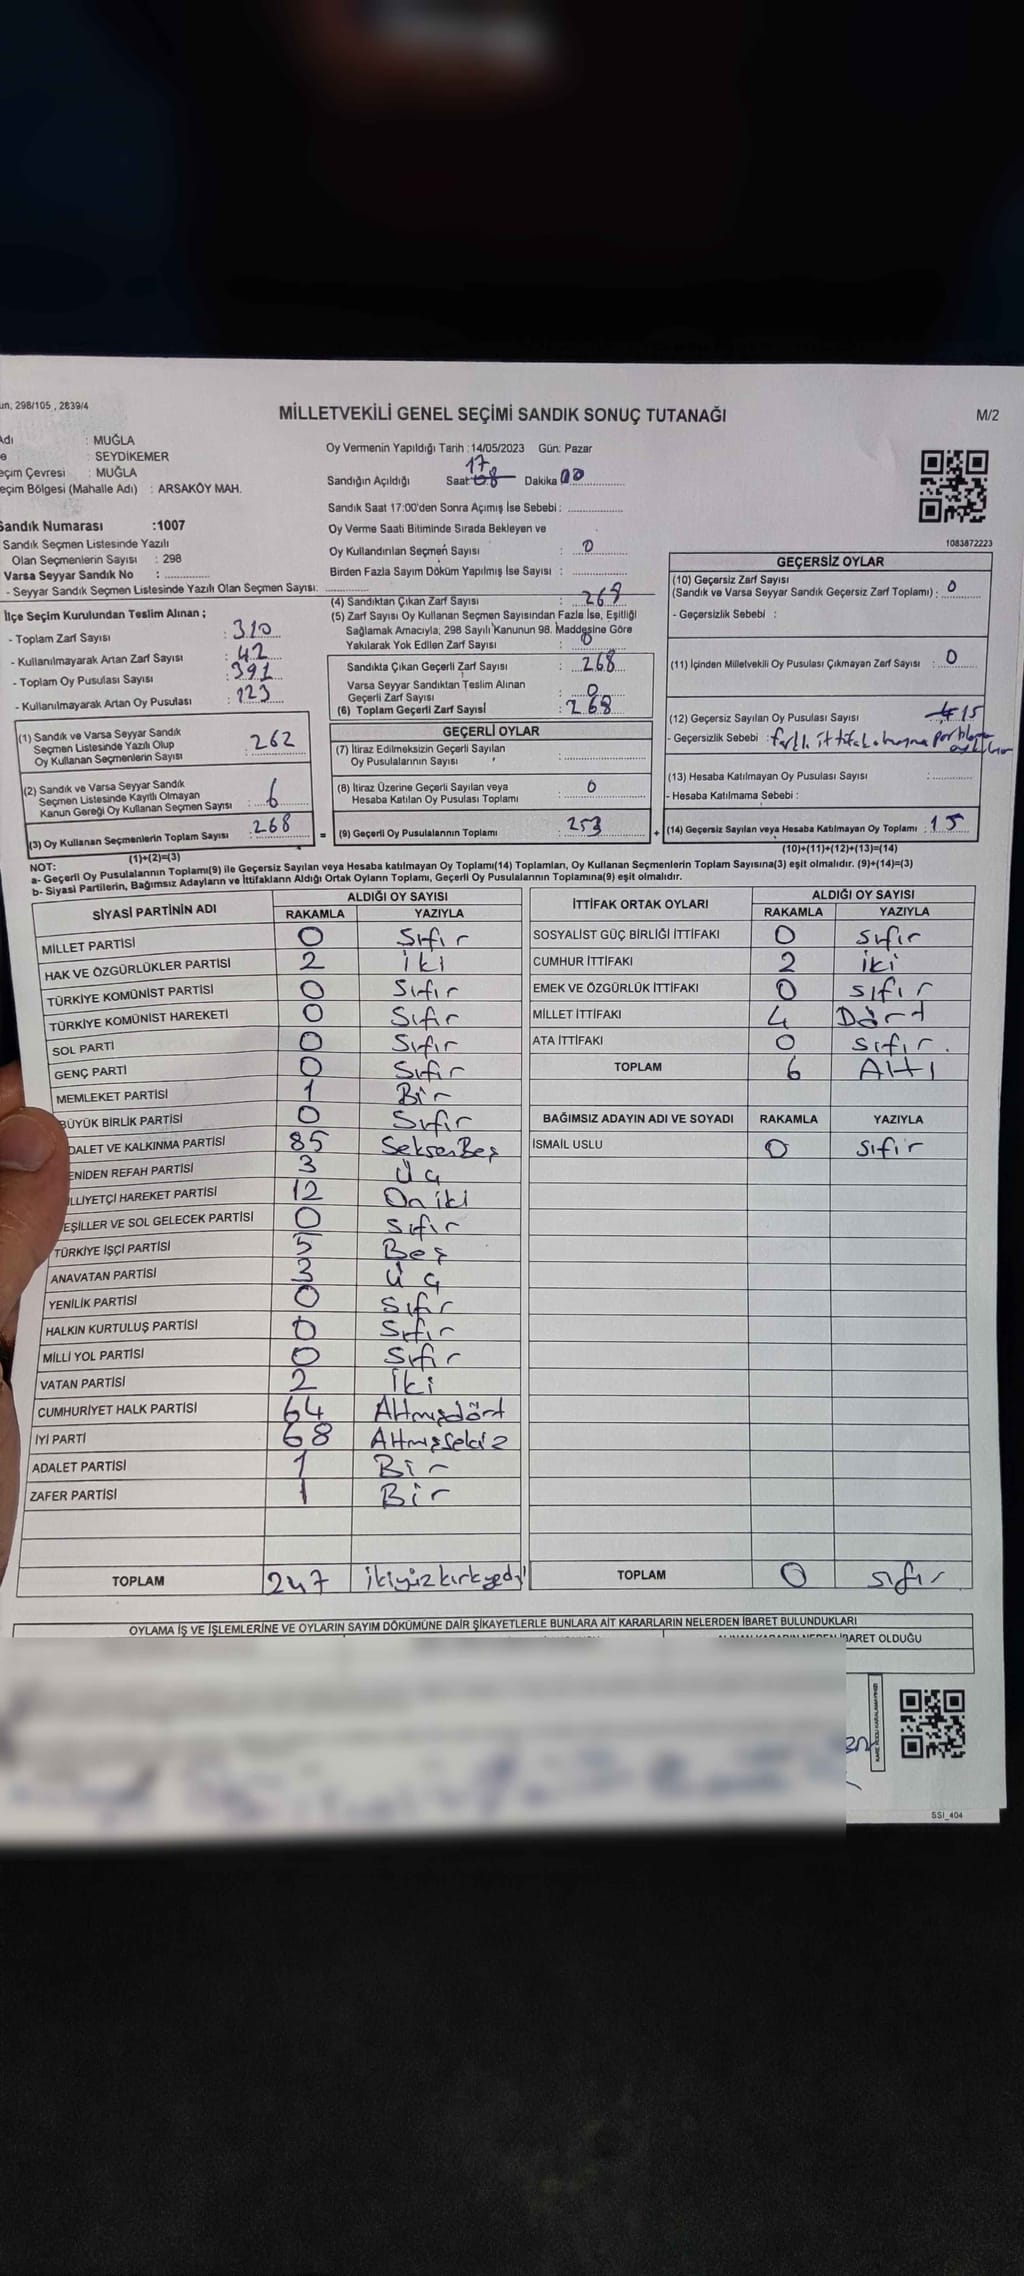 un, 298/105 , 2839/4
MİLLETVEKİLİ GENEL SEÇİMİ SANDIK SONUÇ TUTANAĞI
M/2
Adı : MUĞLA
e : SEYDİKEMER
eçim Çevresi : MUĞLA
eçim Bölgesi (Mahalle Adı) : ARSAKÖY MAH.
Sandık Numarası :1007
Sandık Seçmen Listesinde Yazılı
Olan Seçmenlerin Sayısı : 298
Varsa Seyyar Sandık No :
- Seyyar Sandık Seçmen Listesinde Yazılı Olan Seçmen Sayısı:
Oy Vermenin Yapıldığı Tarih : 14/05/2023 Gün: Pazar
17
Sandığın Açıldığı Saat 08 Dakika 00
Sandık Saat 17:00'den Sonra Açımış İse Sebebi :
Oy Verme Saati Bitiminde Sırada Bekleyen ve
Oy Kullandırılan Seçmen Sayısı : 0
Birden Fazla Sayım Döküm Yapılmış İse Sayısı :
1083872223
İlçe Seçim Kurulundan Teslim Alınan ;
- Toplam Zarf Sayısı : 310
- Kullanılmayarak Artan Zarf Sayısı : 42
- Toplam Oy Pusulası Sayısı : 391
- Kullanılmayarak Artan Oy Pusulası : 123
(4) Sandıktan Çıkan Zarf Sayısı : 268
(5) Zarf Sayısı Oy Kullanan Seçmen Sayısından Fazla İse, Eşitliği
Sağlamak Amacıyla, 298 Sayılı Kanunun 98. Maddesine Göre
Yakılarak Yok Edilen Zarf Sayısı : 0
Sandıkta Çıkan Geçerli Zarf Sayısı : 268
Varsa Seyyar Sandıktan Teslim Alınan
Geçerli Zarf Sayısı : 0
(6) Toplam Geçerli Zarf Sayısı : 268
GEÇERSİZ OYLAR
(10) Geçersiz Zarf Sayısı
(Sandık ve Varsa Seyyar Sandık Geçersiz Zarf Toplamı) : 0
- Geçersizlik Sebebi :
(11) İçinden Milletvekili Oy Pusulası Çıkmayan Zarf Sayısı : 0
(12) Geçersiz Sayılan Oy Pusulası Sayısı : 15
- Geçersizlik Sebebi : farklı ittifak
(13) Hesaba Katılmayan Oy Pusulası Sayısı :
- Hesaba Katılmama Sebebi :
(14) Geçersiz Sayılan veya Hesaba Katılmayan Oy Toplamı : 15
(10)+(11)+(12)+(13)=(14)
(1) Sandık ve Varsa Seyyar Sandık
Seçmen Listesinde Yazılı Olup
Oy Kullanan Seçmenlerin Sayısı : 262
(2) Sandık ve Varsa Seyyar Sandık
Seçmen Listesinde Kayıtlı Olmayan
Kanun Gereği Oy Kullanan Seçmen Sayısı : 6
(3) Oy Kullanan Seçmenlerin Toplam Sayısı : 268 =
(1)+(2)=(3)
GEÇERLİ OYLAR
(7) İtiraz Edilmeksizin Geçerli Sayılan
Oy Pusulalarının Sayısı :
(8) İtiraz Üzerine Geçerli Sayılan veya
Hesaba Katılan Oy Pusulası Toplamı : 0
(9) Geçerli Oy Pusulalarının Toplamı : 253 +
NOT:
a- Geçerli Oy Pusulalarının Toplamı(9) ile Geçersiz Sayılan veya Hesaba katılmayan Oy Toplamı(14) Toplamları, Oy Kullanan Seçmenlerin Toplam Sayısına(3) eşit olmalıdır. (9)+(14)=(3)
b- Siyasi Partilerin, Bağımsız Adayların ve İttifakların Aldığı Ortak Oyların Toplamı, Geçerli Oy Pusulalarının Toplamına(9) eşit olmalıdır.
SİYASİ PARTİNİN ADI ALDIĞI OY SAYISI
RAKAMLA YAZIYLA
MİLLET PARTİSİ 0 Sıfır
HAK VE ÖZGÜRLÜKLER PARTİSİ 2 İki
TÜRKİYE KOMÜNİST PARTİSİ 0 Sıfır
TÜRKİYE KOMÜNİST HAREKETİ 0 Sıfır
SOL PARTİ 0 Sıfır
GENÇ PARTİ 0 Sıfır
MEMLEKET PARTİSİ 1 Bir
BÜYÜK BİRLİK PARTİSİ 0 Sıfır
DALET VE KALKINMA PARTİSİ 85 SeksenBeş
ENİDEN REFAH PARTİSİ 3 Üç
LLİYETÇİ HAREKET PARTİSİ 12 Oniki
EŞİLLER VE SOL GELECEK PARTİSİ 0 Sıfır
TÜRKİYE İŞÇİ PARTİSİ 5 Beş
ANAVATAN PARTİSİ 3 Üç
YENİLİK PARTİSİ 0 Sıfır
HALKIN KURTULUŞ PARTİSİ 0 Sıfır
MİLLİ YOL PARTİSİ 0 Sıfır
VATAN PARTİSİ 2 İki
CUMHURİYET HALK PARTİSİ 64 Altmışdört
İYİ PARTİ 68 Altmışsekiz
ADALET PARTİSİ 1 Bir
ZAFER PARTİSİ 1 Bir
TOPLAM 247 ikiyüzkırkyedi
İTTİFAK ORTAK OYLARI ALDIĞI OY SAYISI
RAKAMLA YAZIYLA
SOSYALİST GÜÇ BİRLİĞİ İTTİFAKI 0 Sıfır
CUMHUR İTTİFAKI 2 iki
EMEK VE ÖZGÜRLÜK İTTİFAKI 0 Sıfır
MİLLET İTTİFAKI 4 Dört
ATA İTTİFAKI 0 Sıfır.
TOPLAM 6 Altı
BAĞIMSIZ ADAYIN ADI VE SOYADI RAKAMLA YAZIYLA
İSMAİL USLU 0 Sıfır
TOPLAM 0 Sıfır
OYLAMA İŞ VE İŞLEMLERİNE VE OYLARIN SAYIM DÖKÜMÜNE DAİR ŞİKAYETLERLE BUNLARA AİT KARARLARIN NELERDEN İBARET BULUNDUKLARI
İBARET OLDUĞU
SSI_404